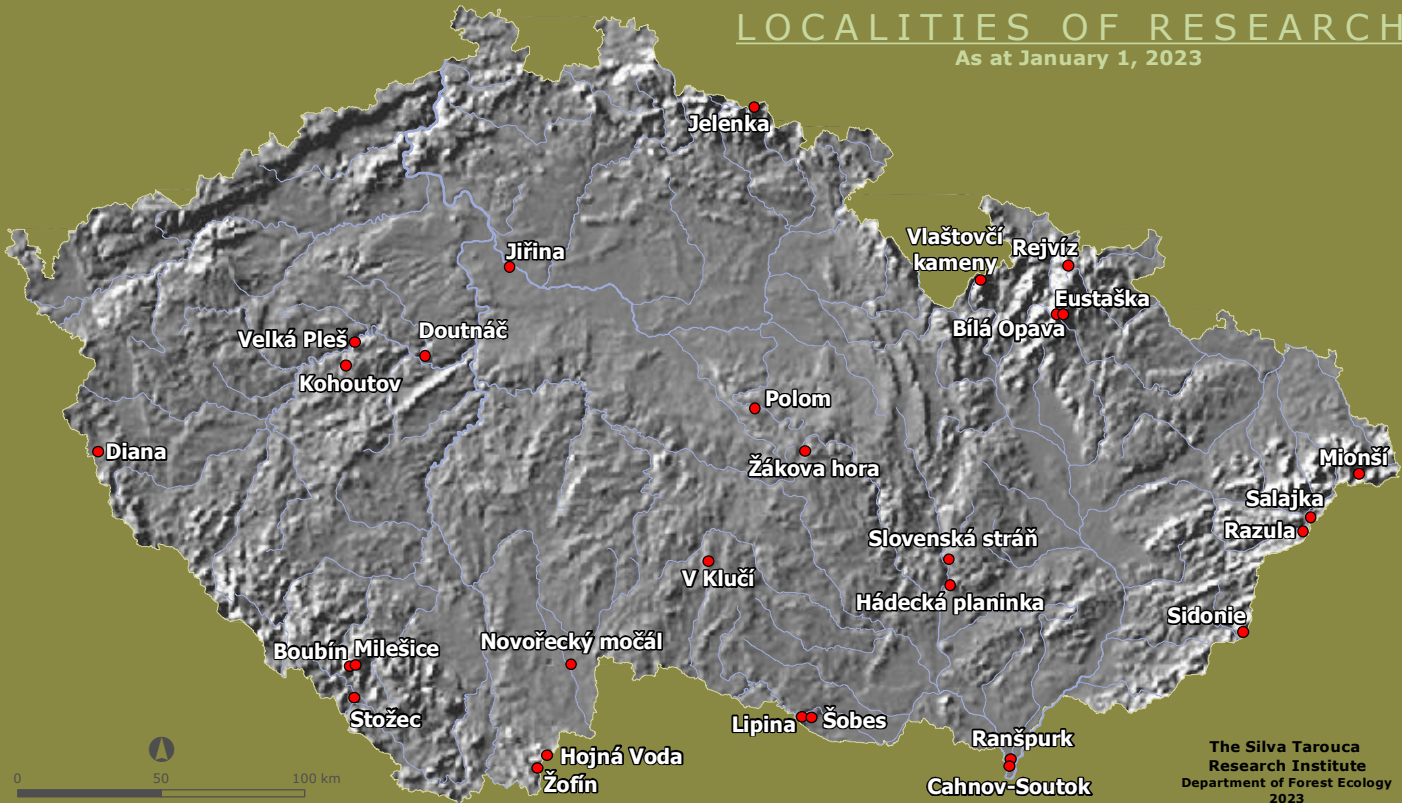 LOCALITIES OF RESEARCH
As at January 1, 2023
Jelenka
Vlaštovčí
kameny
Rejvíz
Jiřina
Eustaška
Bílá Opava
Velká Pleš
Doutnáč
Kohoutov
Polom
Diana
Žákova hora
Mionší
Salajka
Razula
Slovenská stráň
V Klučí
Hádecká planinka
Sidonie
Boubín
Milešice
Novořecký močál
Stožec
Lipina
Šobes
Ranšpurk
Hojná Voda
Žofín
Cahnov-Soutok
0 50 100 km
The Silva Tarouca
Research Institute
Department of Forest Ecology
2023